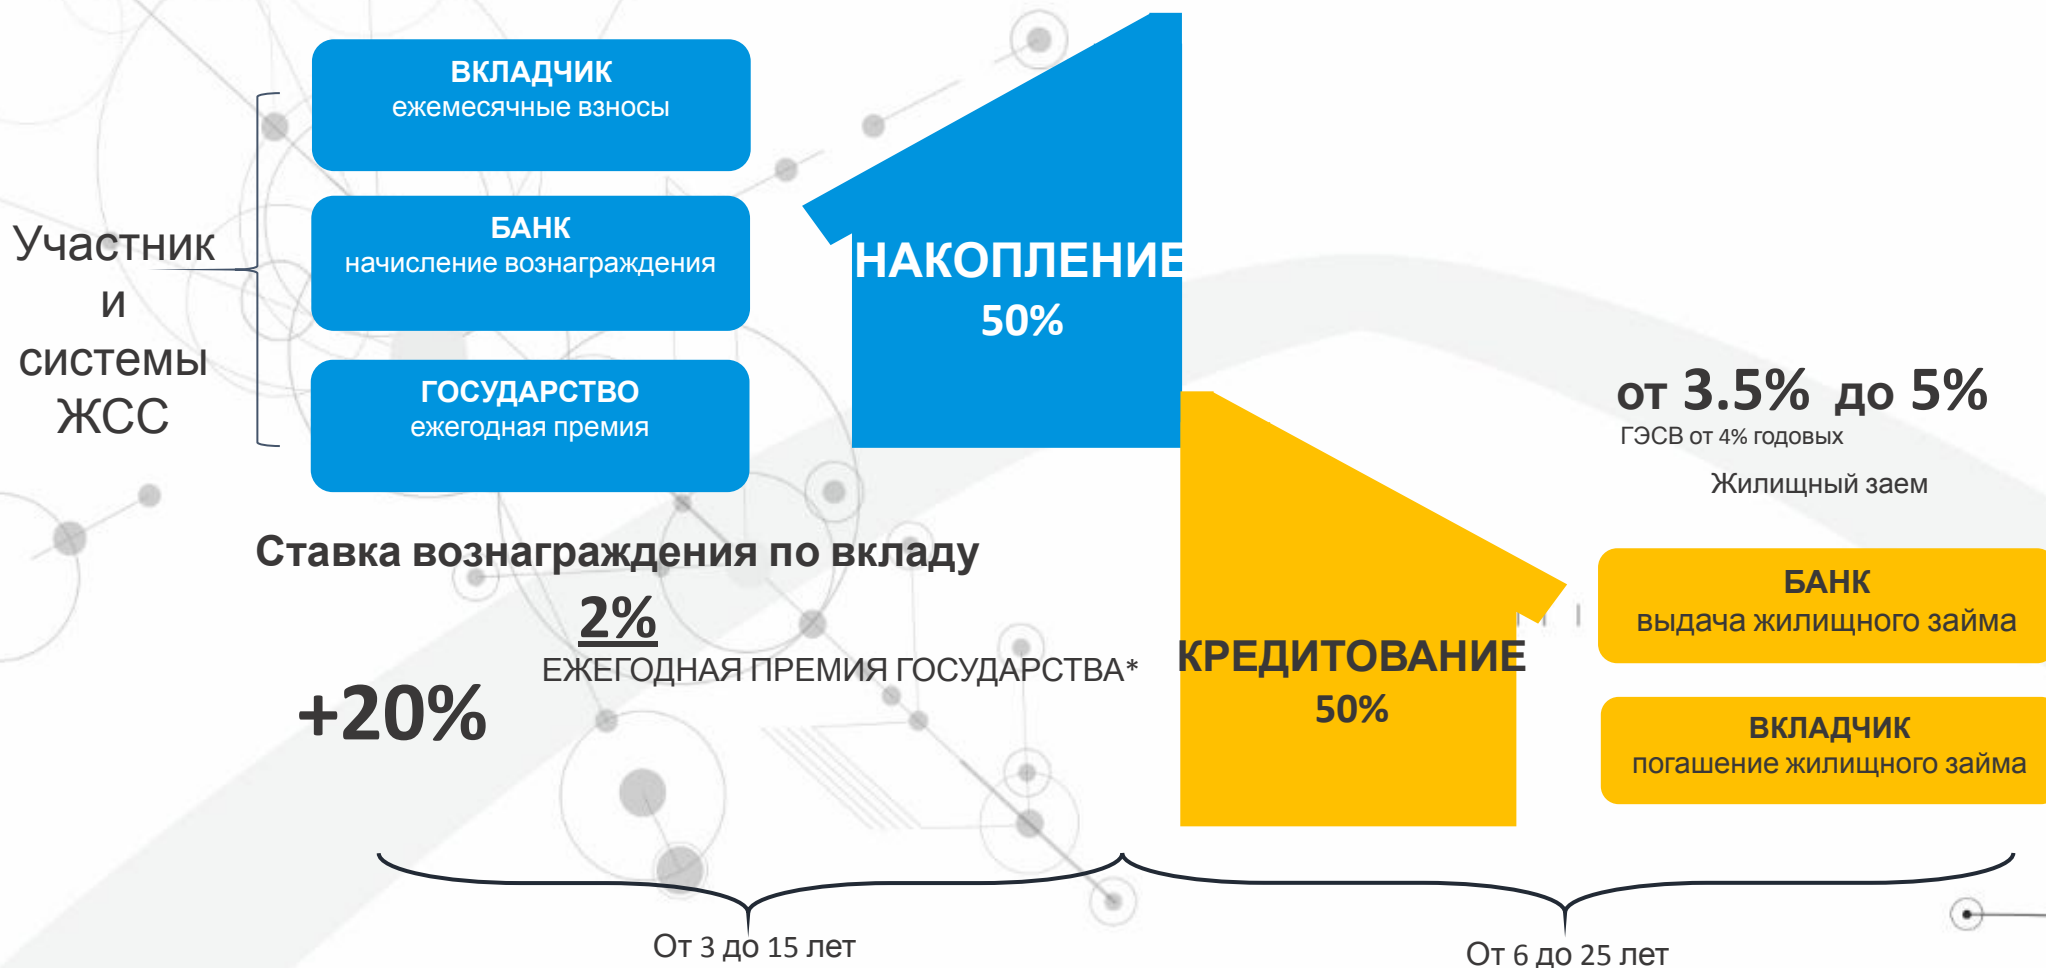 Участник
и
системы
ЖСС
ВКЛАДЧИК
ежемесячные взносы
БАНК
начисление вознаграждения
ГОСУДАРСТВО
ежегодная премия
НАКОПЛЕНИЕ
50%
Ставка вознаграждения по вкладу
2%
ЕЖЕГОДНАЯ ПРЕМИЯ ГОСУДАРСТВА*
+20%
КРЕДИТОВАНИЕ
50%
от 3.5% до 5%
ГЭСВ от 4% годовых
Жилищный заем
БАНК
выдача жилищного займа
ВКЛАДЧИК
погашение жилищного займа
От 3 до 15 лет
От 6 до 25 лет